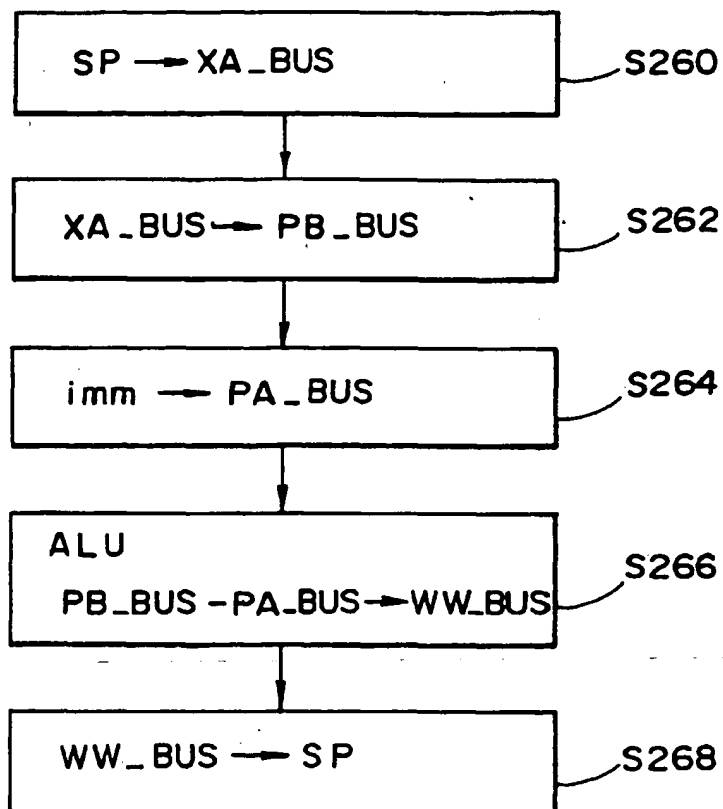 SP → XA_BUS S260
XA_BUS → PB_BUS S262
imm → PA_BUS S264
ALU
PB_BUS - PA_BUS → WW_BUS S266
WW_BUS → SP S268